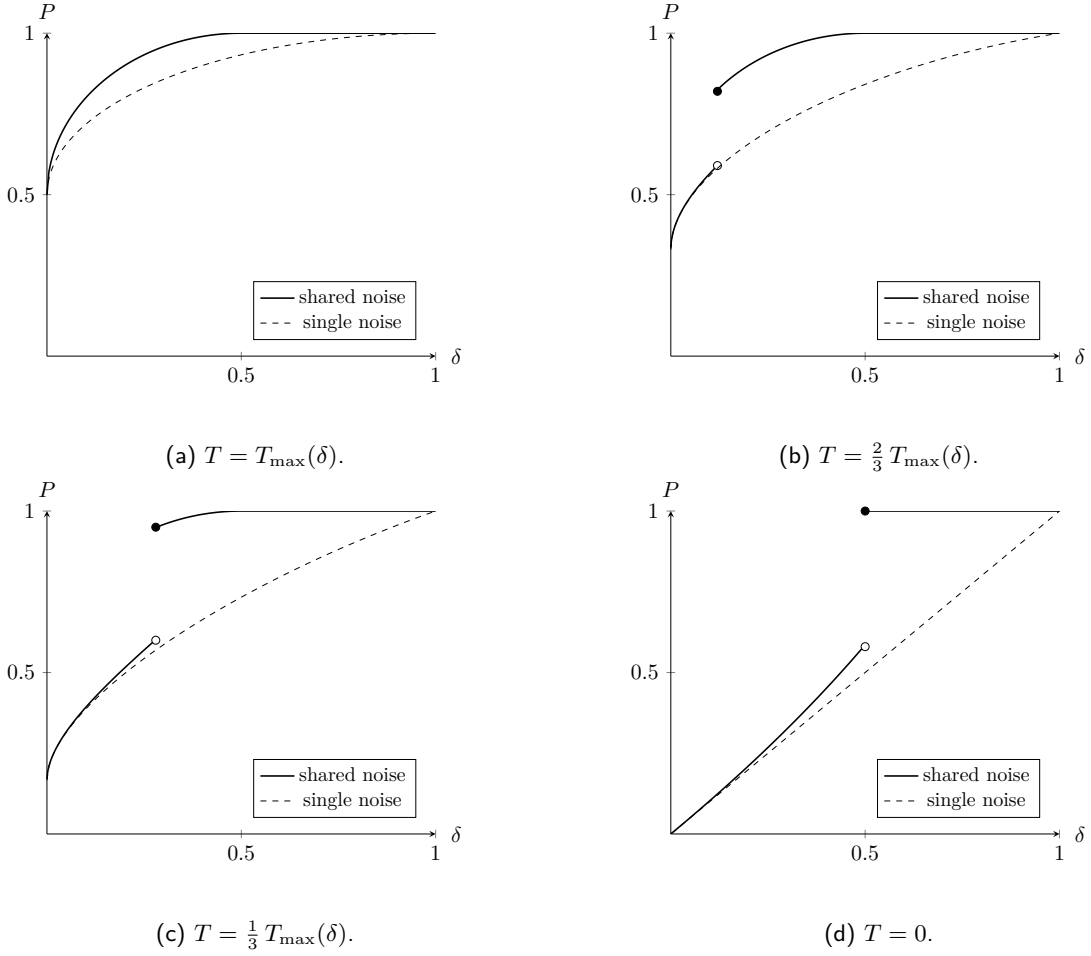 P
1
0.5
0.5
1
δ
shared noise
single noise
(a) T = T_max(δ).
P
1
0.5
0.5
1
δ
shared noise
single noise
(b) T = 2/3 T_max(δ).
P
1
0.5
0.5
1
δ
shared noise
single noise
(c) T = 1/3 T_max(δ).
P
1
0.5
0.5
1
δ
shared noise
single noise
(d) T = 0.